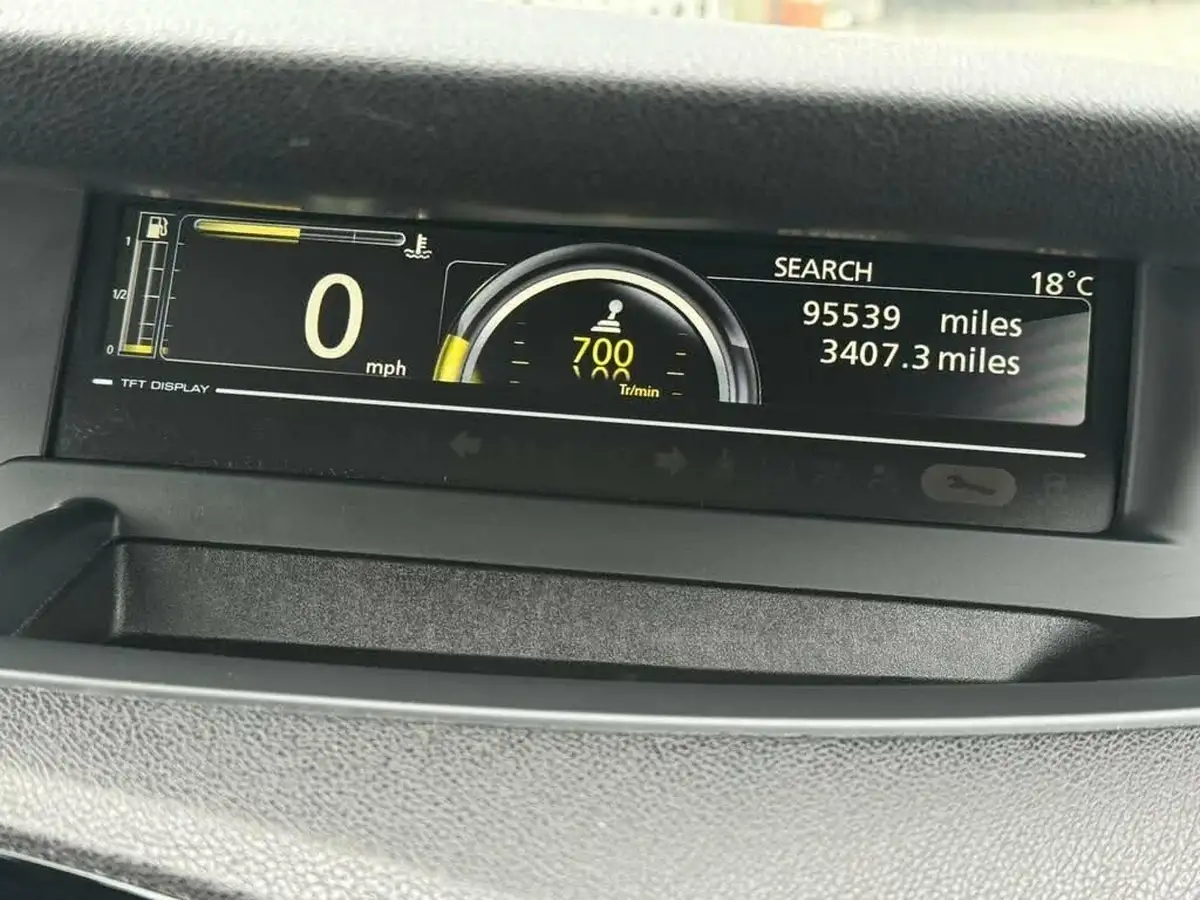 1
1/2
0
0
mph
700
Tr/min
SEARCH
18°C
95539 miles
3407.3 miles
TFT DISPLAY